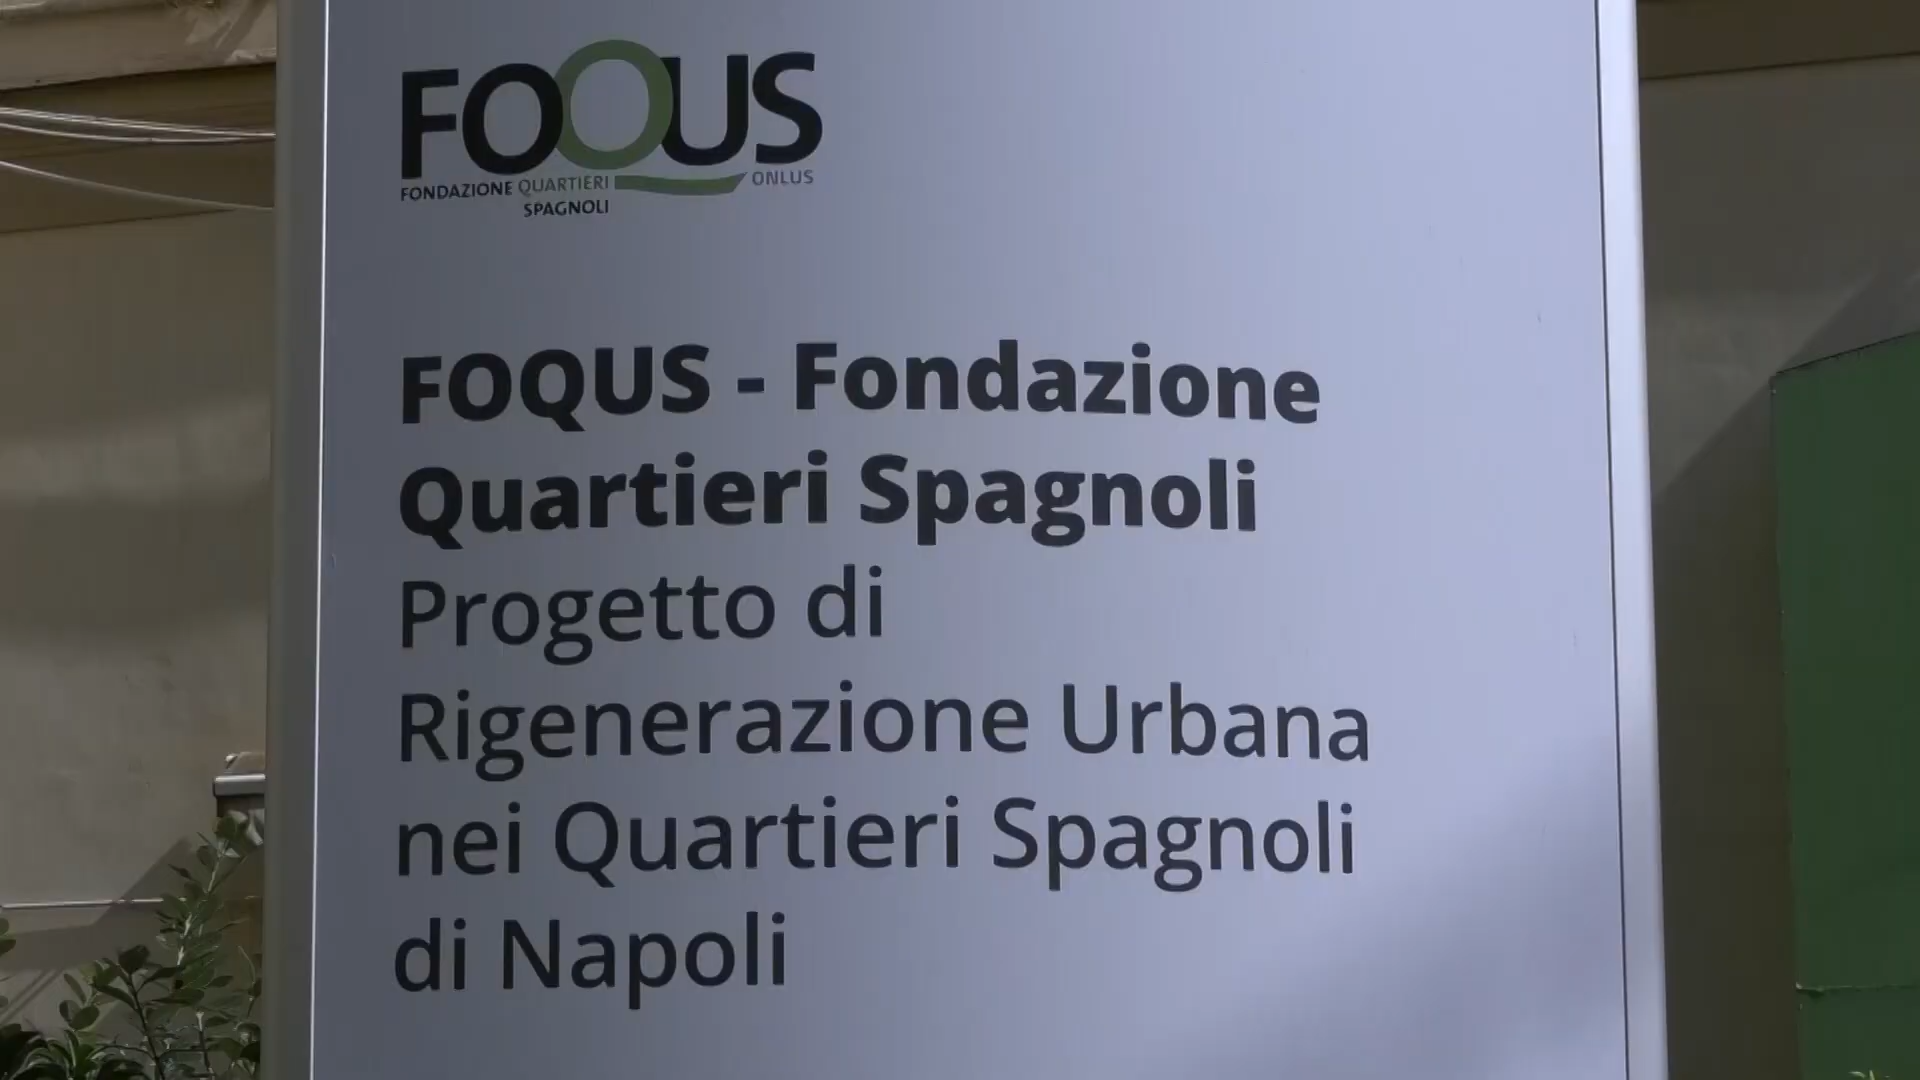 FOQUS
FONDAZIONE QUARTIERI ONLUS
SPAGNOLI
FOQUS - Fondazione
Quartieri Spagnoli
Progetto di
Rigenerazione Urbana
nei Quartieri Spagnoli
di Napoli